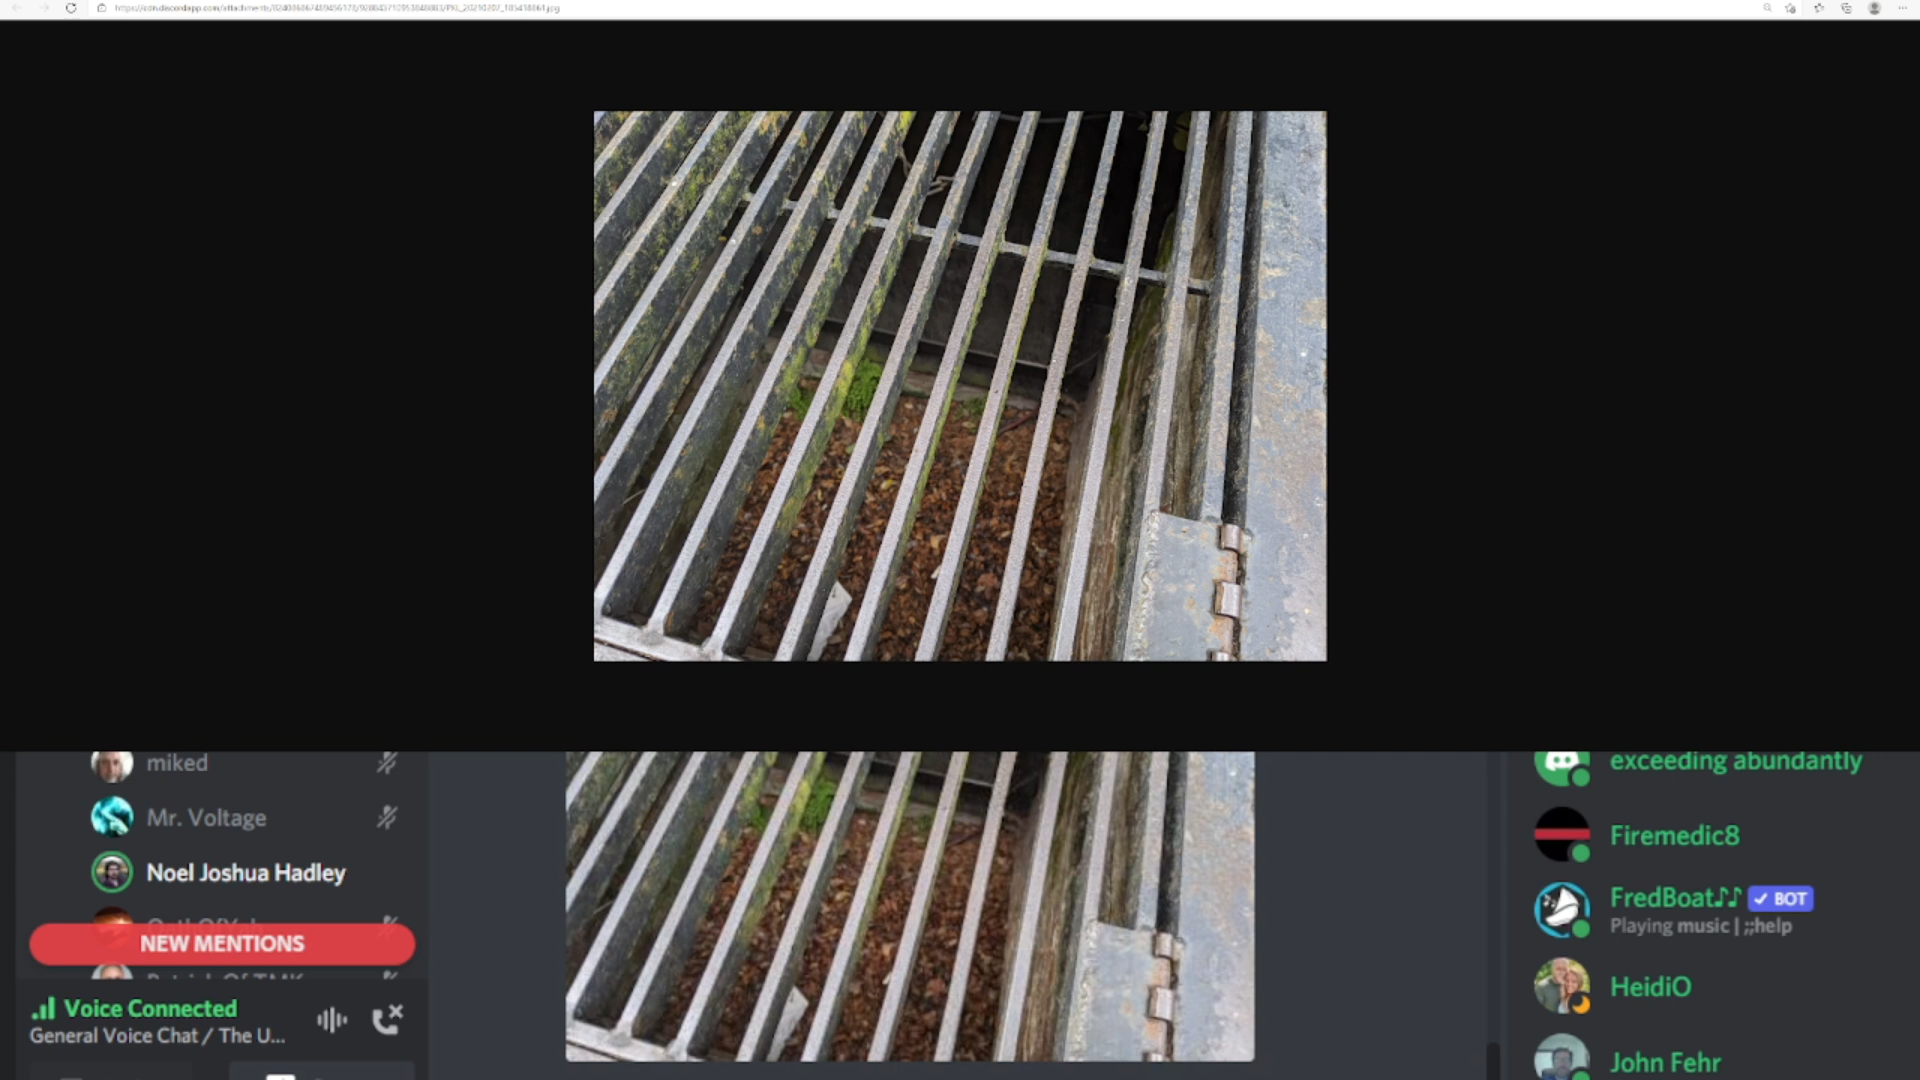 miked
Mr. Voltage
Noel Joshua Hadley
NEW MENTIONS
Voice Connected
General Voice Chat / The U...
exceeding abundantly
Firemedic8
FredBoat♪♪ ✓ BOT
Playing music | ;;help
HeidiO
John Fehr